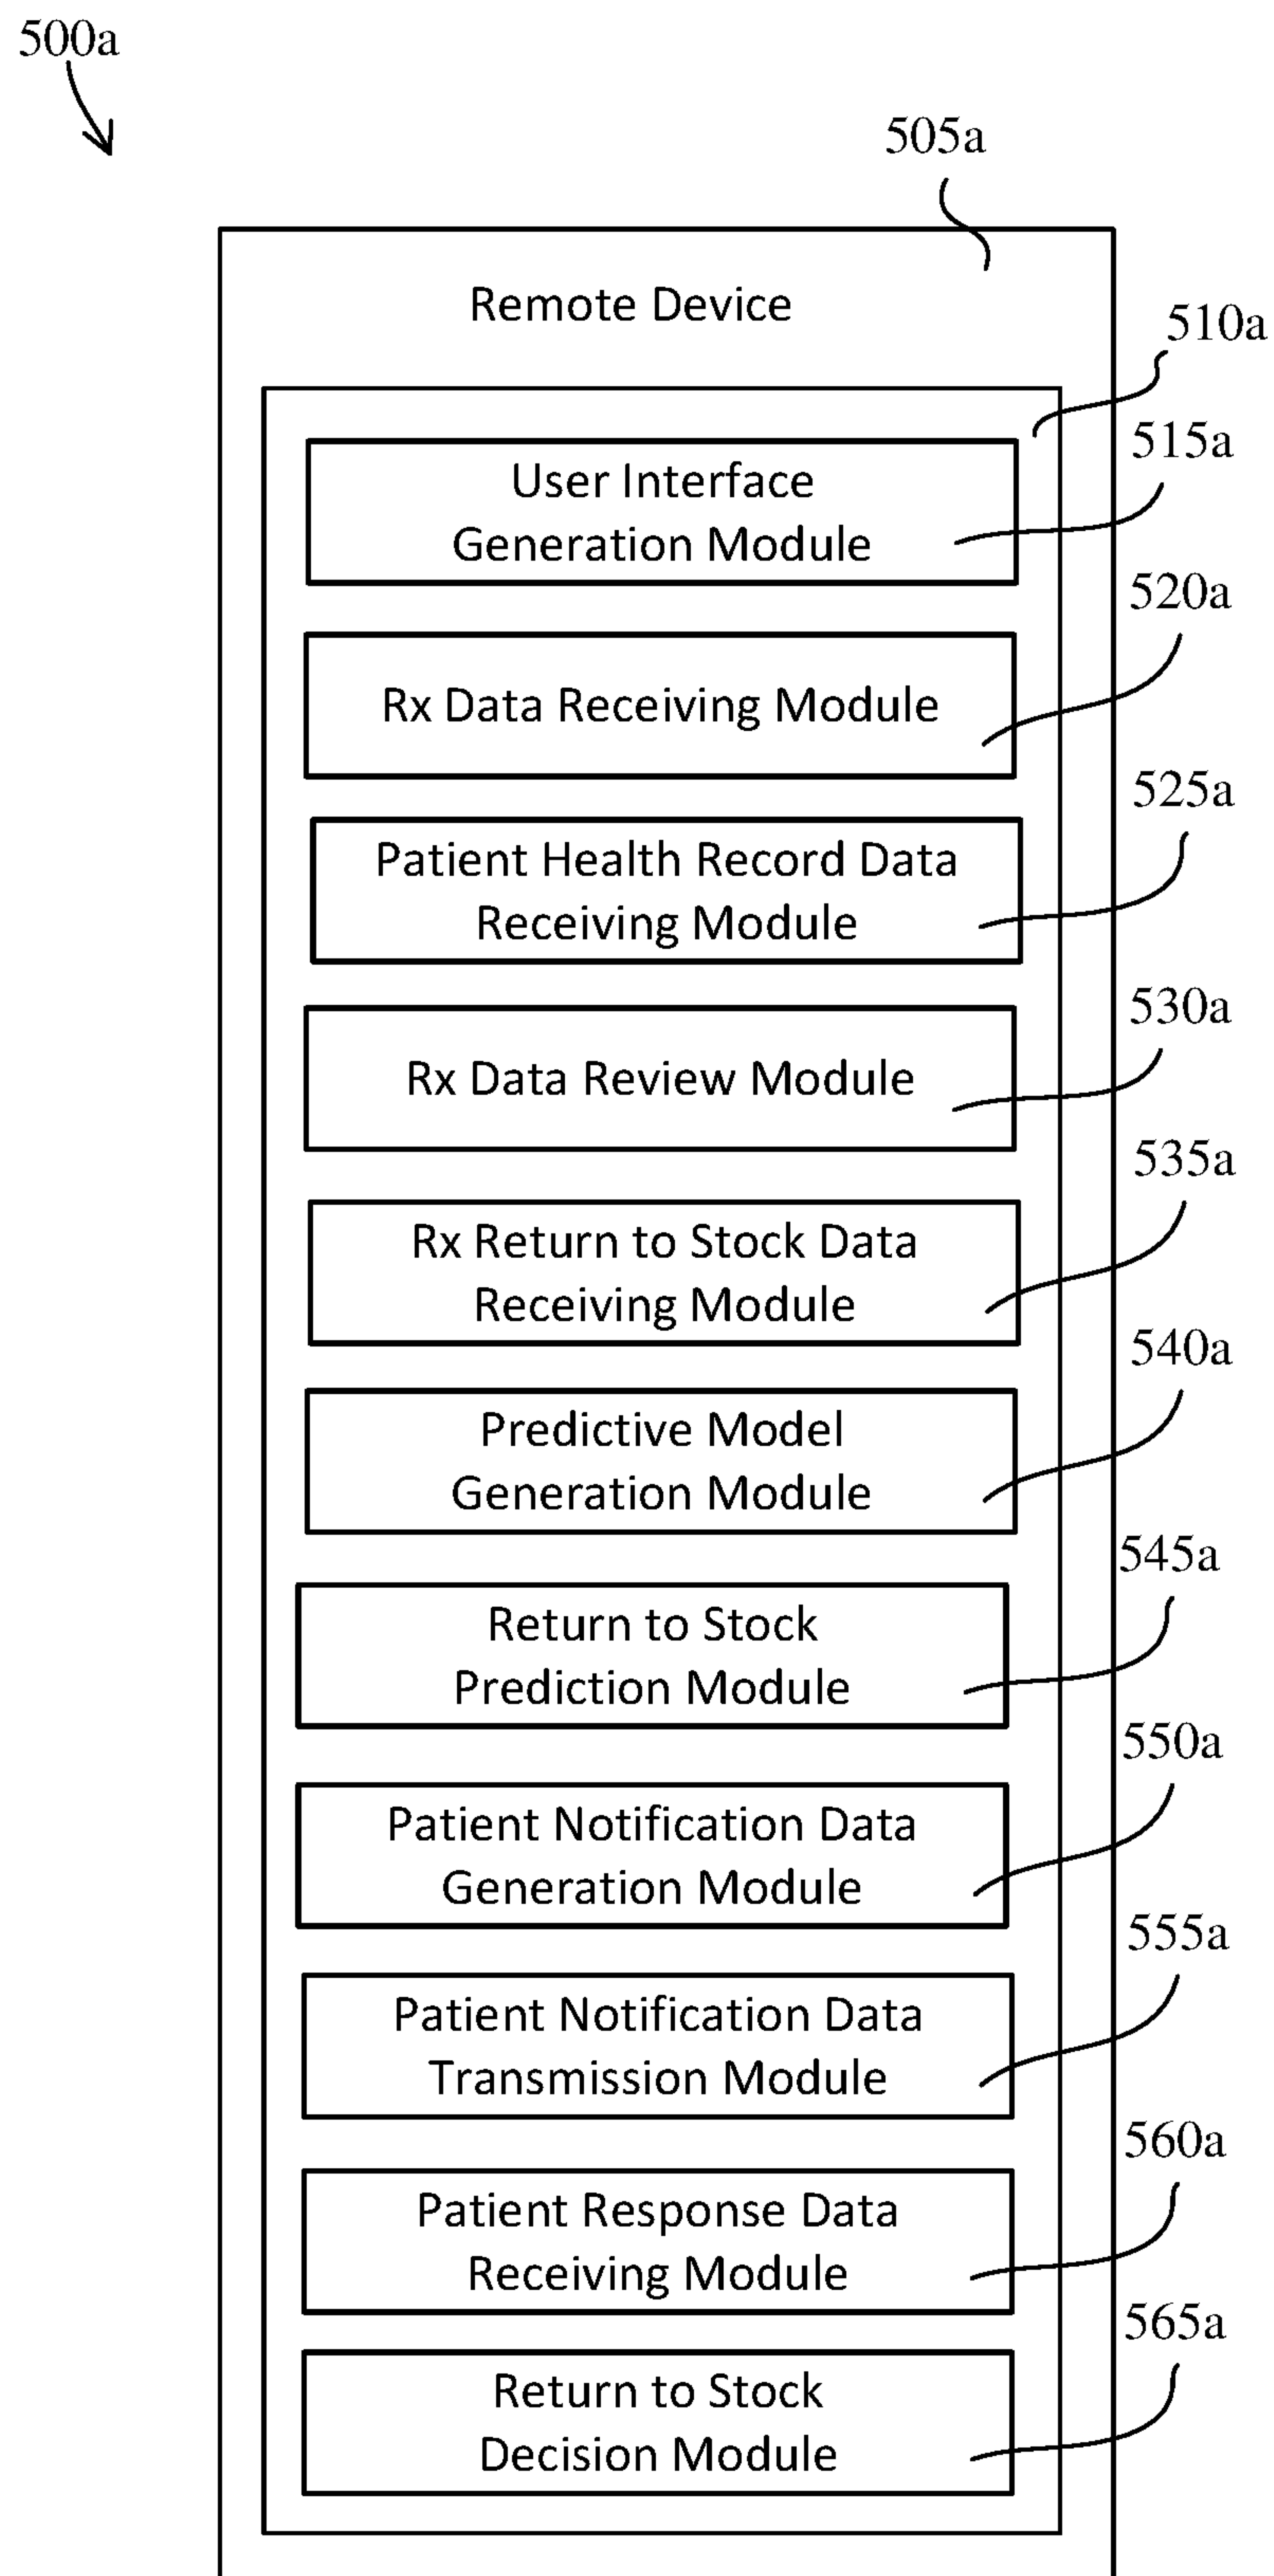 500a
505a
Remote Device
510a
515a
User Interface
Generation Module
520a
Rx Data Receiving Module
525a
Patient Health Record Data
Receiving Module
530a
Rx Data Review Module
535a
Rx Return to Stock Data
Receiving Module
540a
Predictive Model
Generation Module
545a
Return to Stock
Prediction Module
550a
Patient Notification Data
Generation Module
555a
Patient Notification Data
Transmission Module
560a
Patient Response Data
Receiving Module
565a
Return to Stock
Decision Module